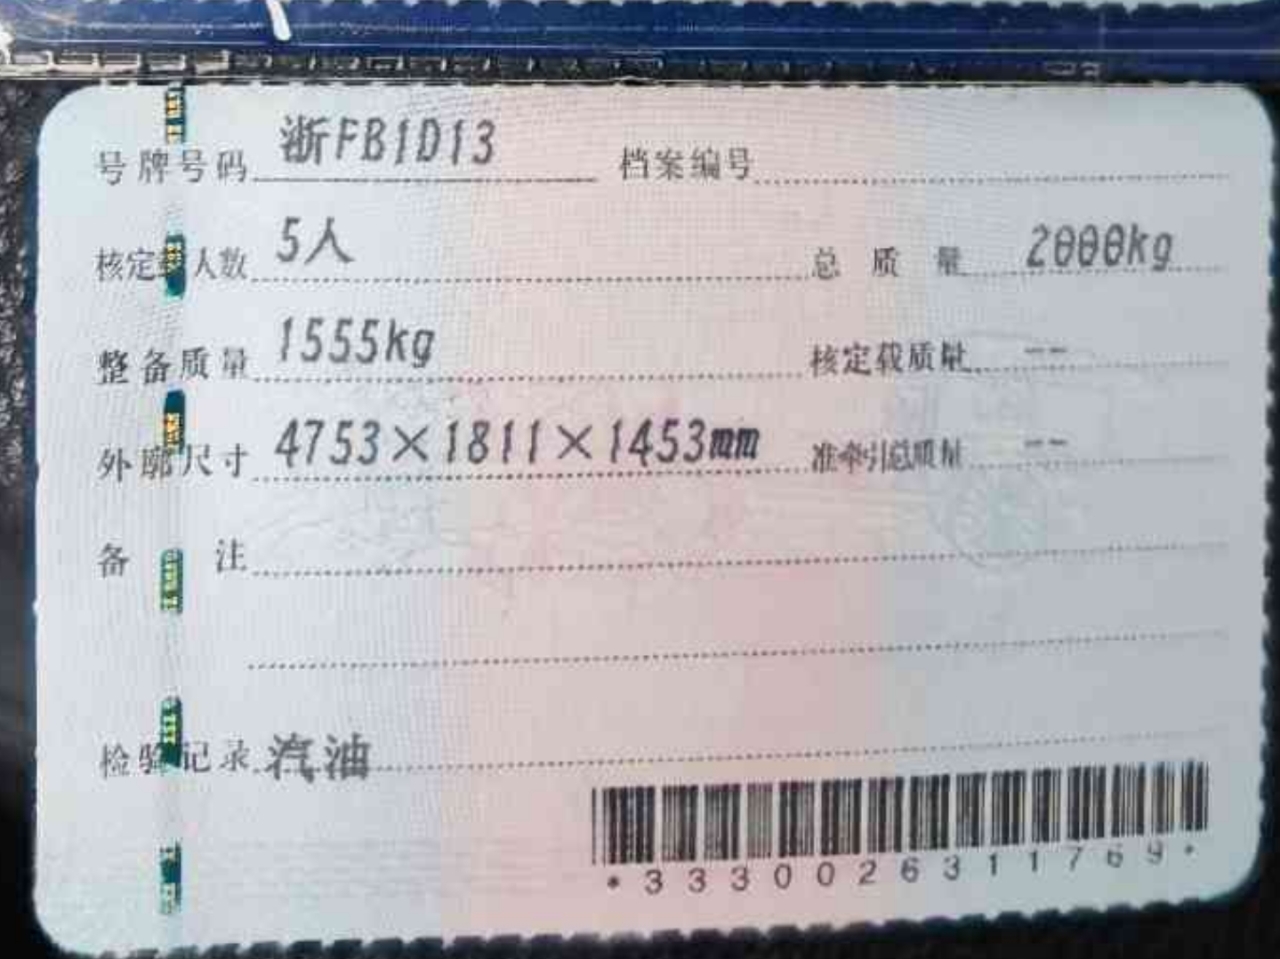 号牌号码 浙FB1D13 档案编号
核定载人数 5人 总质量 2000kg
整备质量 1555kg 核定载质量 --
外廓尺寸 4753×1811×1453mm 准牵引总质量 --
备注
检验记录 汽油
*3330026311769*